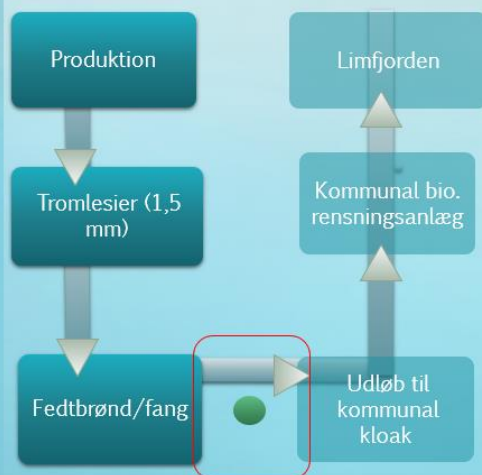 Produktion
Tromlesier (1,5
mm)
Fedtbrønd/fang
Udløb til
kommunal
kloak
Kommunal bio.
rensningsanlæg
Limfjorden